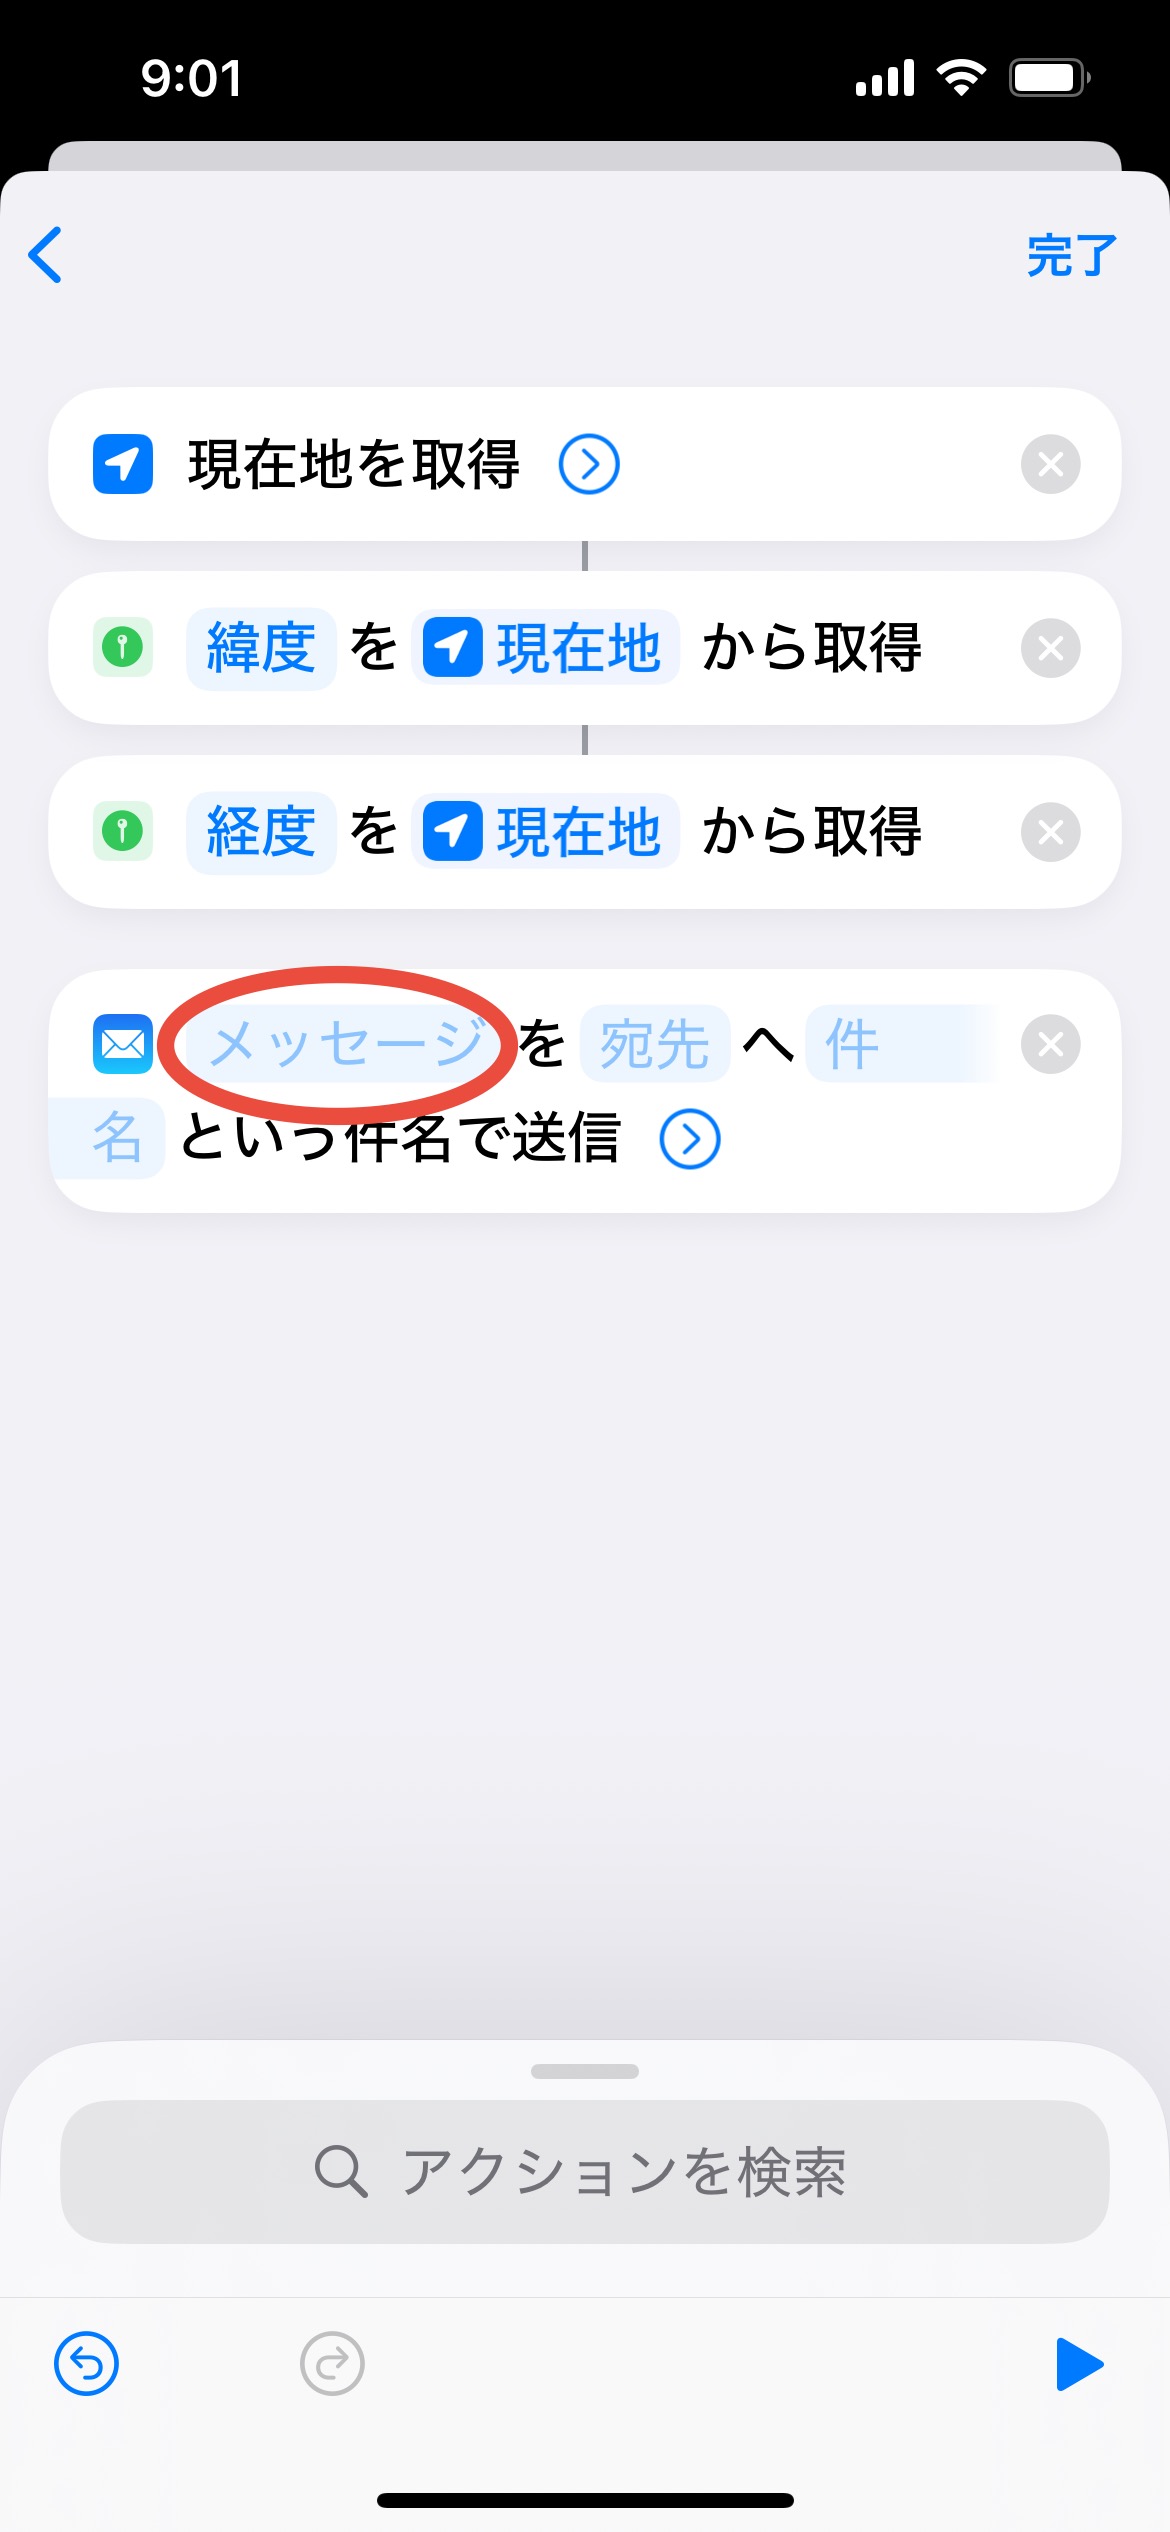 9:01
完了
現在地を取得
緯度 を 現在地 から取得
経度 を 現在地 から取得
メッセージ を 宛先 へ 件
名 という件名で送信
アクションを検索